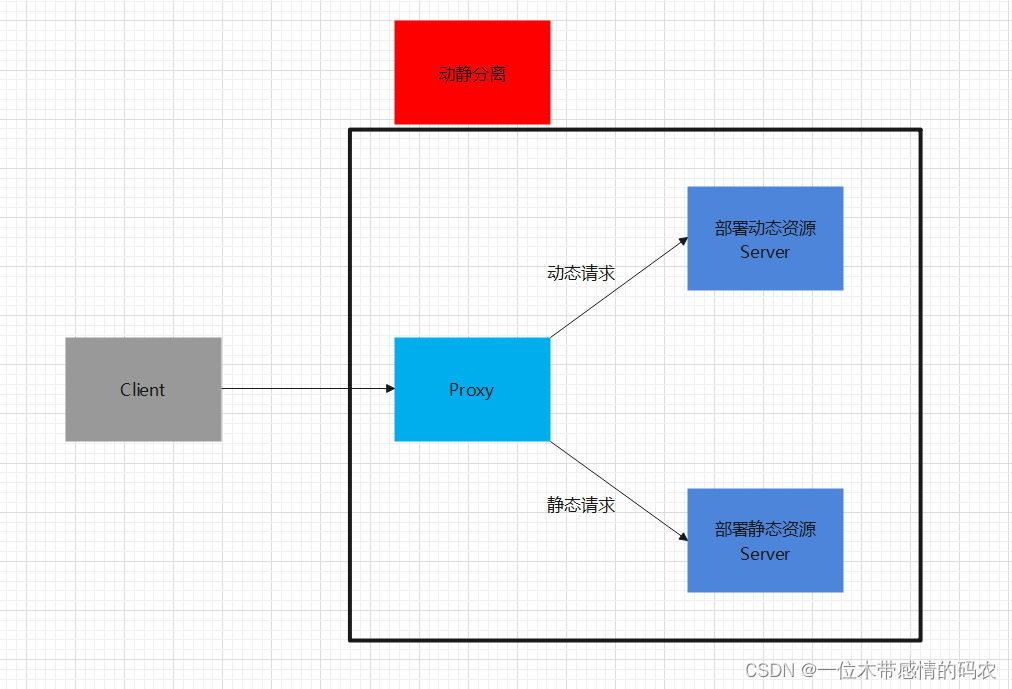 动静分离
部署动态资源
Server
动态请求
Client
Proxy
静态请求
部署静态资源
Server
CSDN @一位木带感情的码农